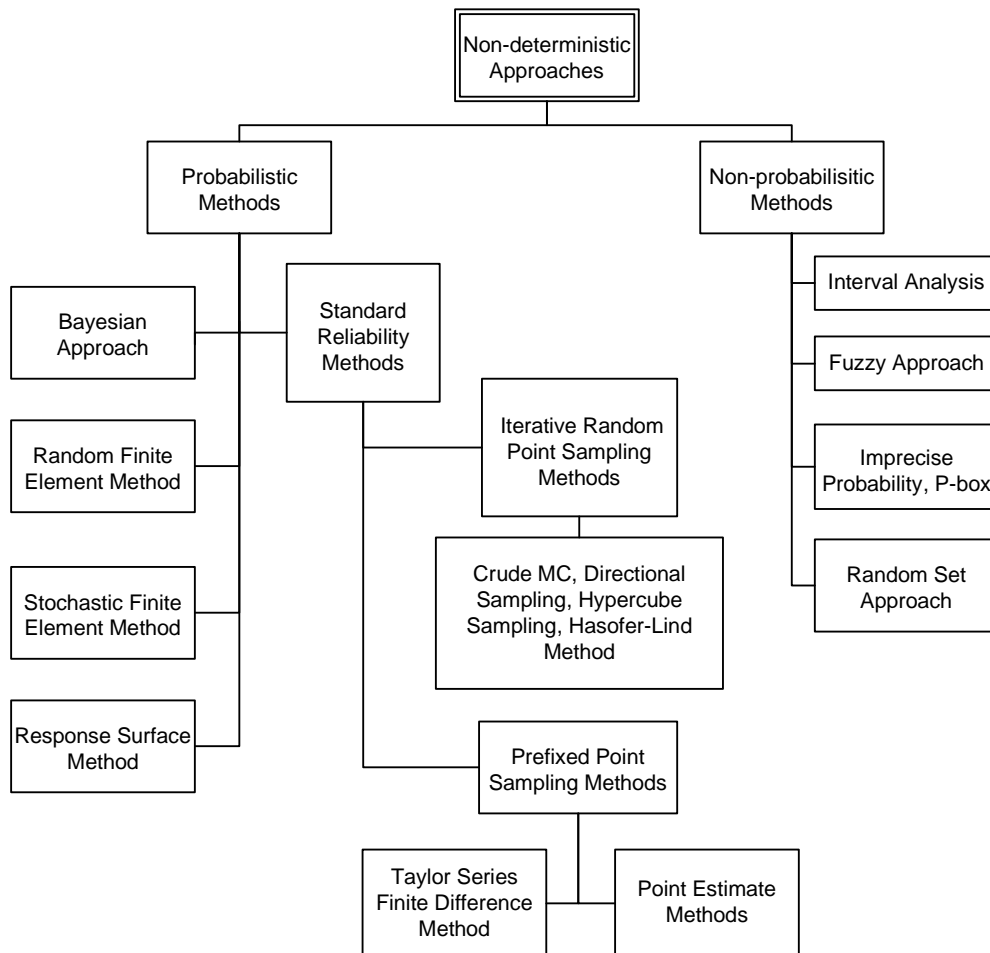 Non-deterministic
Approaches
Probabilistic
Methods
Non-probabilisitic
Methods
Bayesian
Approach
Standard
Reliability
Methods
Interval Analysis
Fuzzy Approach
Random Finite
Element Method
Iterative Random
Point Sampling
Methods
Imprecise
Probability, P-box
Stochastic Finite
Element Method
Crude MC, Directional
Sampling, Hypercube
Sampling, Hasofer-Lind
Method
Random Set
Approach
Response Surface
Method
Prefixed Point
Sampling Methods
Taylor Series
Finite Difference
Method
Point Estimate
Methods